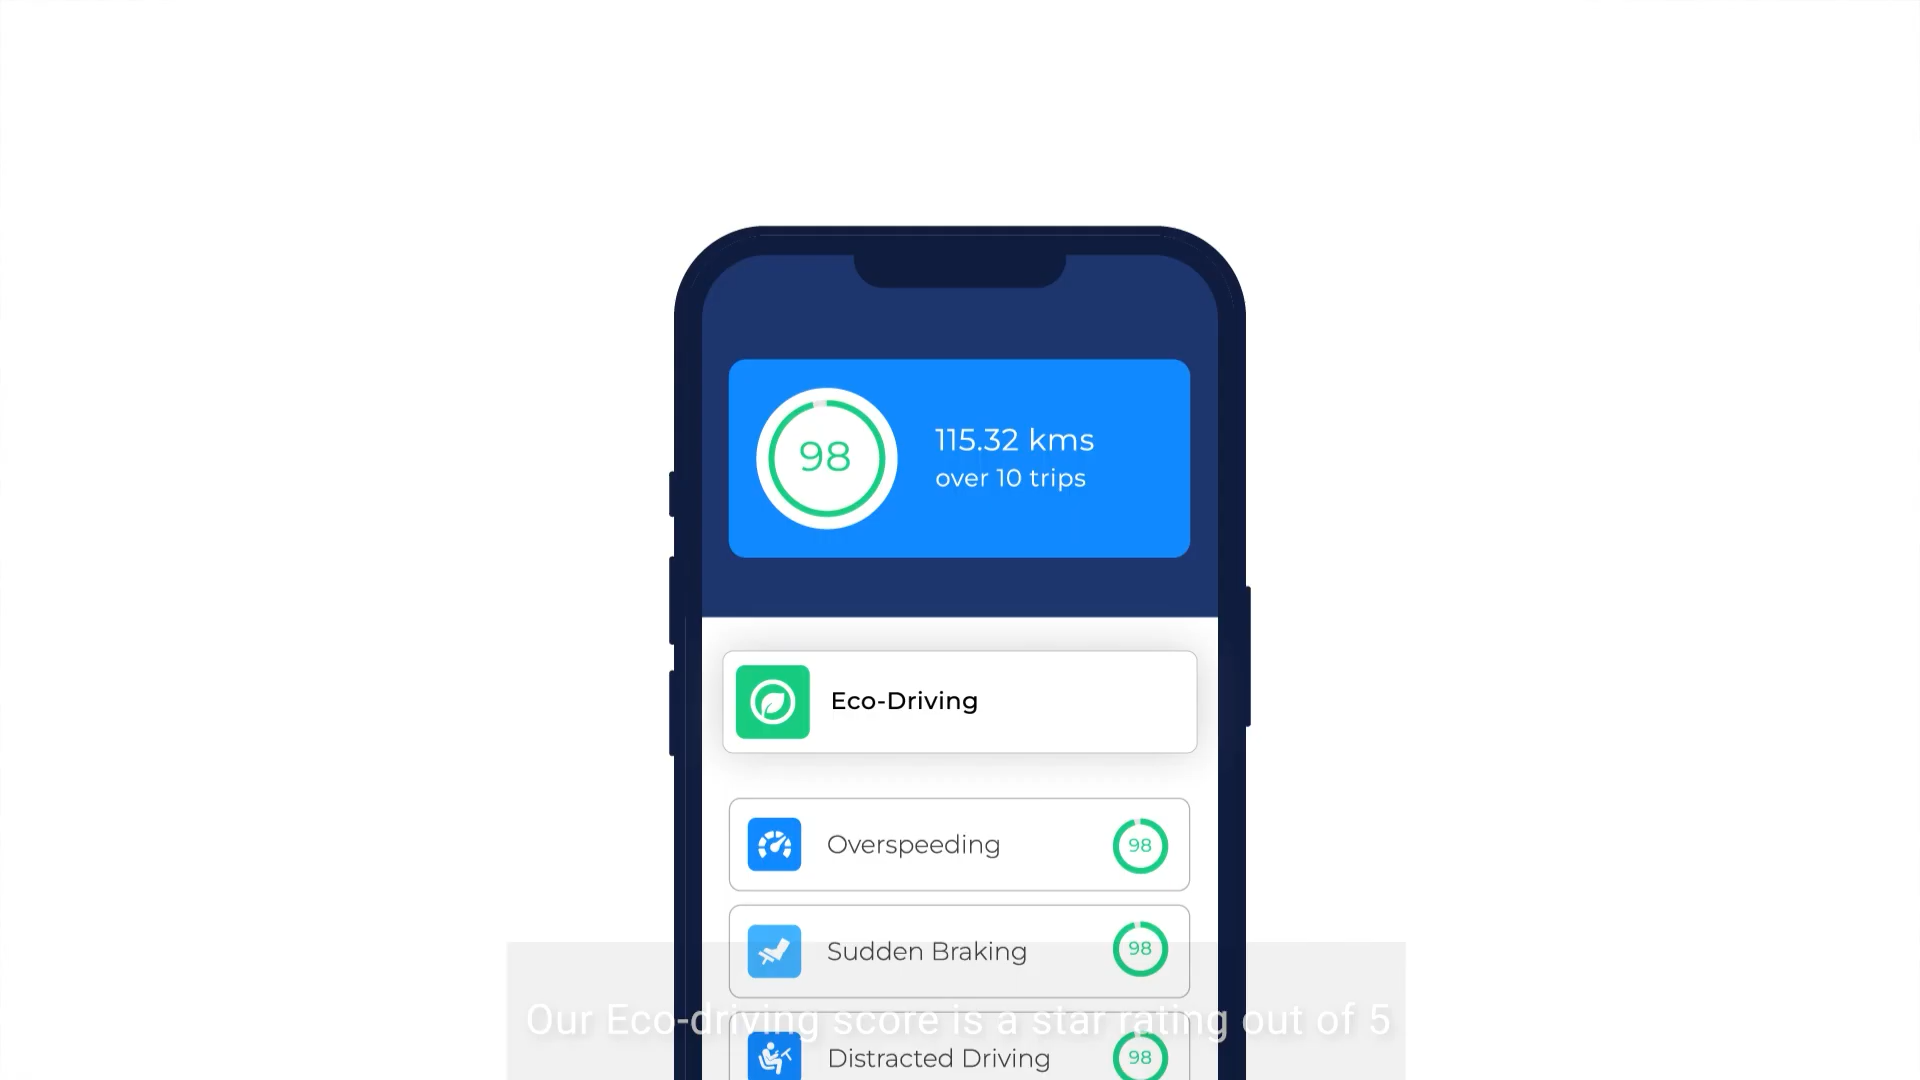 98
115.32 kms
over 10 trips
Eco-Driving
Overspeeding
98
Sudden Braking
98
Our Eco-driving score is a star rating out of 5
Distracted Driving
98